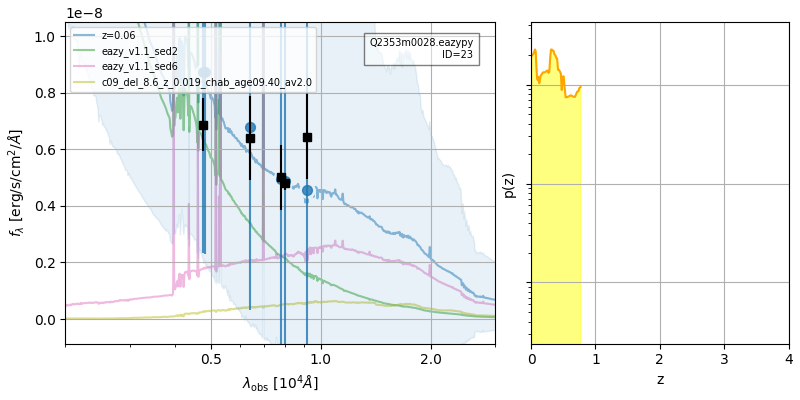 1e−8
z=0.06
eazy_v1.1_sed2
eazy_v1.1_sed6
c09_del_8.6_z_0.019_chab_age09.40_av2.0
Q2353m0028.eazypy
ID=23
1.0
0.8
0.6
0.4
0.2
0.0
fλ [erg/s/cm²/Å]
0.5
1.0
2.0
λobs [10⁴Å]
p(z)
0
1
2
3
4
z